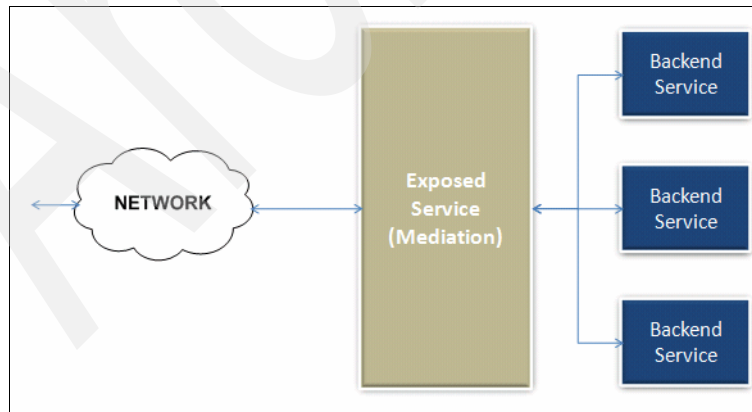 NETWORK
Exposed
Service
(Mediation)
Backend
Service
Backend
Service
Backend
Service